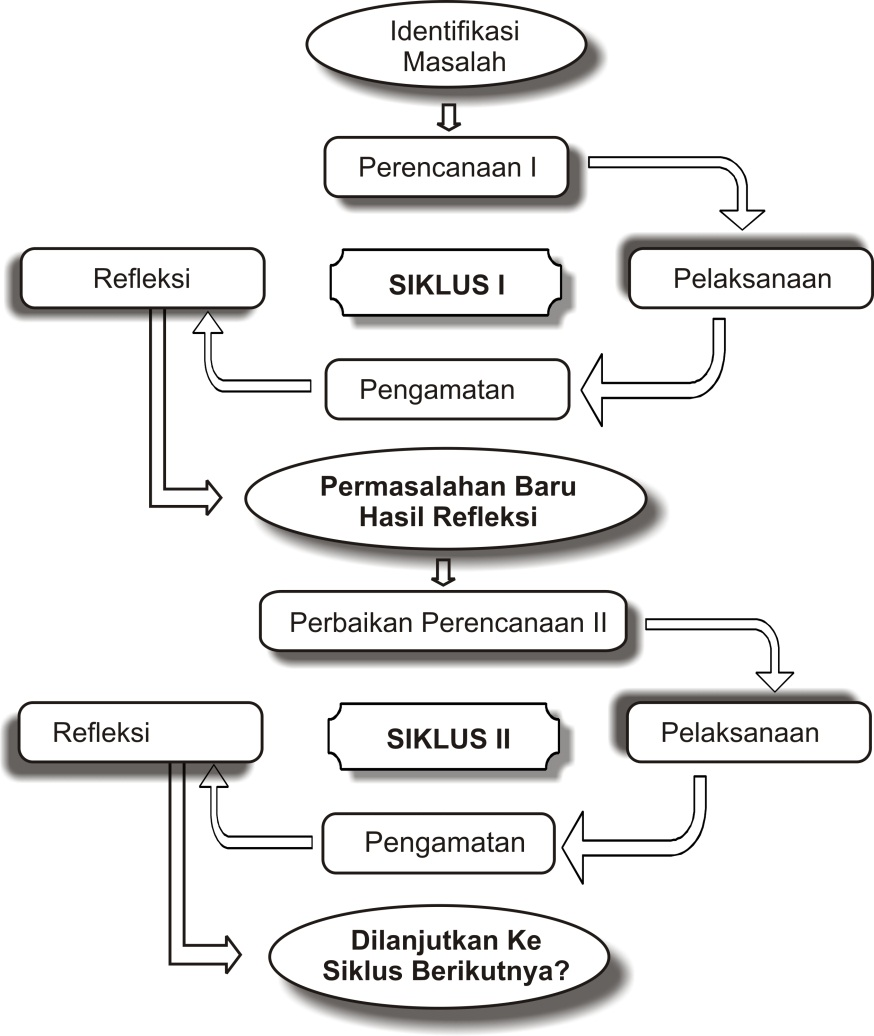 Identifikasi
Masalah
Perencanaan I
Refleksi
SIKLUS I
Pelaksanaan
Pengamatan
Permasalahan Baru
Hasil Refleksi
Perbaikan Perencanaan II
Refleksi
SIKLUS II
Pelaksanaan
Pengamatan
Dilanjutkan Ke
Siklus Berikutnya?